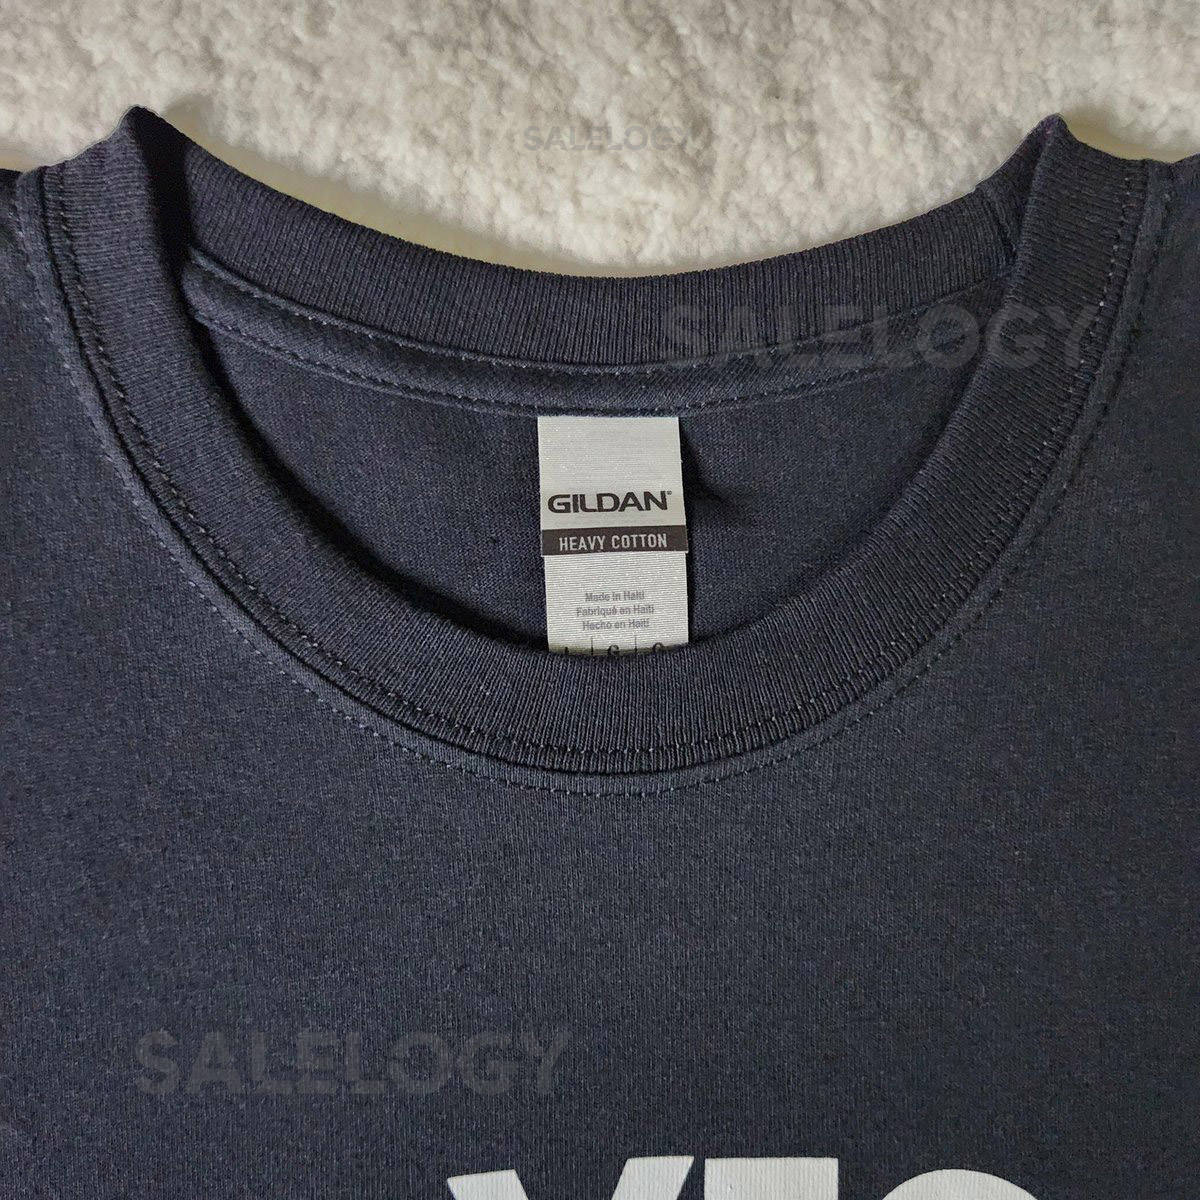 SALELOGY
SALELOGY
GILDAN®
HEAVY COTTON
Made in Haiti
Fabriqué en Haïti
Hecho en Haití
SALELOGY